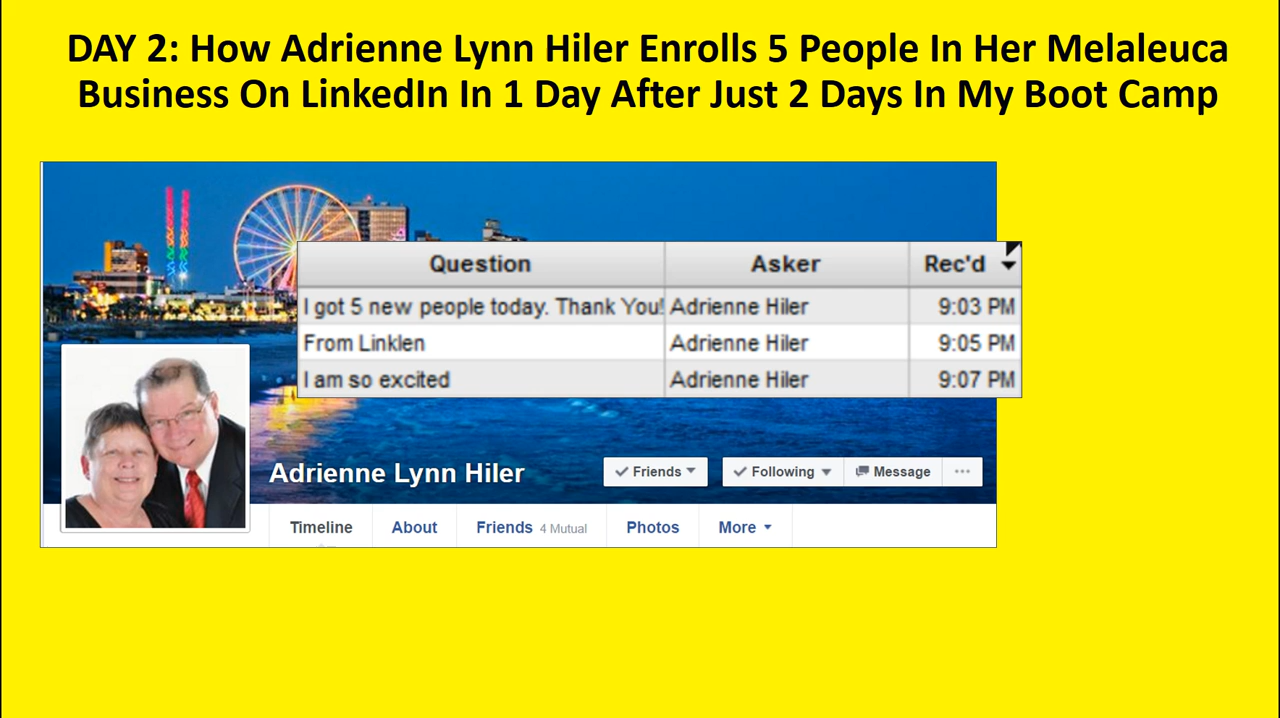 DAY 2: How Adrienne Lynn Hiler Enrolls 5 People In Her Melaleuca
Business On LinkedIn In 1 Day After Just 2 Days In My Boot Camp
Question Asker Rec'd
I got 5 new people today. Thank You! Adrienne Hiler 9:03 PM
From Linklen Adrienne Hiler 9:05 PM
I am so excited Adrienne Hiler 9:07 PM
Adrienne Lynn Hiler Friends Following Message ...
Timeline About Friends 4 Mutual Photos More